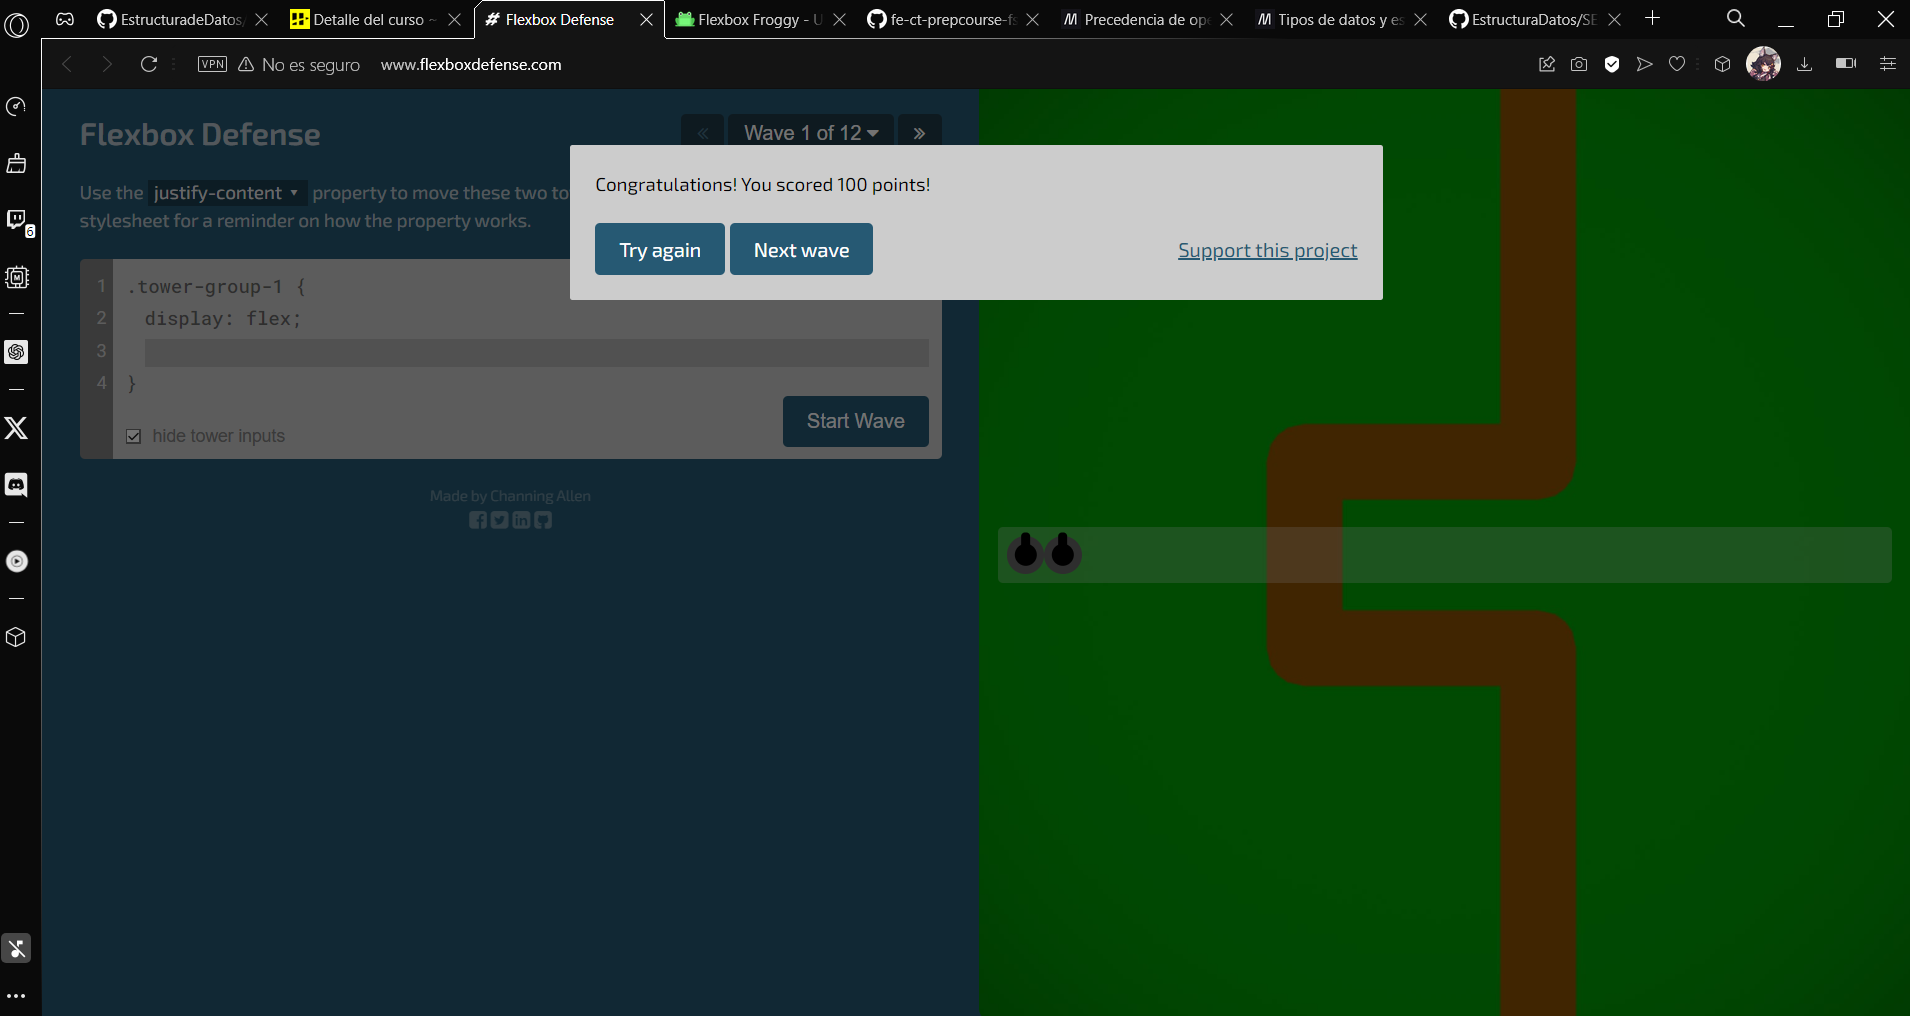 EstructuradeDatos/
Detalle del curso ~
Flexbox Defense
Flexbox Froggy - U
fe-ct-prepcourse-fs
Precedencia de ope
Tipos de datos y es
EstructuraDatos/SE
VPN
No es seguro
www.flexboxdefense.com
Flexbox Defense
« Wave 1 of 12 »
Use the justify-content property to move these two to
stylesheet for a reminder on how the property works.
Congratulations! You scored 100 points!
Try again
Next wave
Support this project
1 .tower-group-1 {
2 display: flex;
3
4 }
hide tower inputs
Start Wave
Made by Channing Allen
6